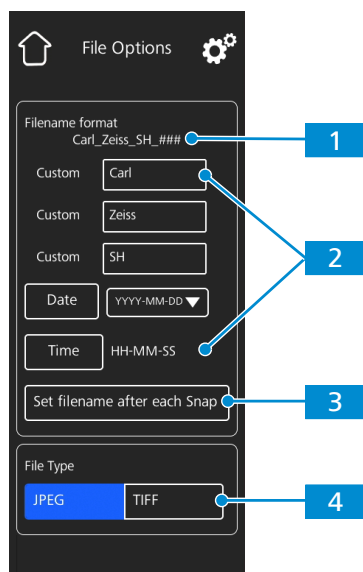 File Options
Filename format
Carl_Zeiss_SH_###
1
Custom Carl
2
Custom Zeiss
Custom SH
Date YYYY-MM-DD
Time HH-MM-SS
Set filename after each Snap
3
File Type
JPEG TIFF
4